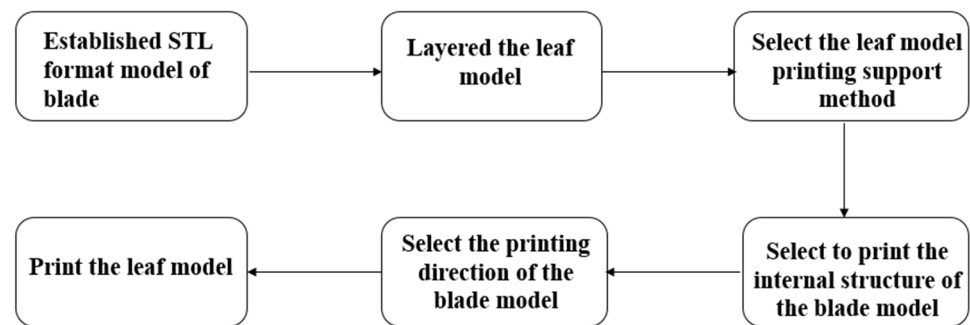 Established STL
format model of
blade
Layered the leaf
model
Select the leaf model
printing support
method
Select to print the
internal structure of
the blade model
Select the printing
direction of the
blade model
Print the leaf model